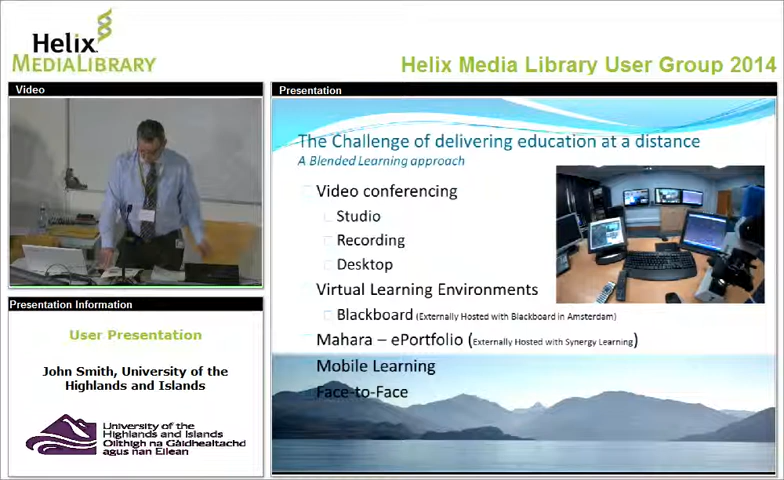 Helix
MEDIALIBRARY
Helix Media Library User Group 2014
Video
Presentation
The Challenge of delivering education at a distance
A Blended Learning approach
Video conferencing
Studio
Recording
Desktop
Virtual Learning Environments
Blackboard (Externally Hosted with Blackboard in Amsterdam)
Mahara – ePortfolio (Externally Hosted with Synergy Learning)
Mobile Learning
Face-to-Face
Presentation Information
User Presentation
John Smith, University of the
Highlands and Islands
University of the
Highlands and Islands
Oilthigh na Gàidhealtachd
agus nan Eilean